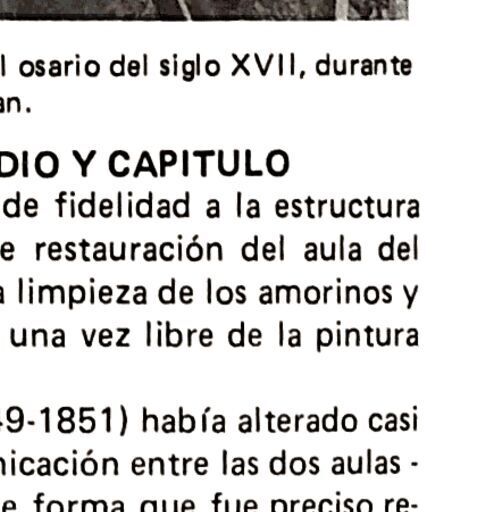 l osario del siglo XVII, durante
an.
DIO Y CAPITULO
de fidelidad a la estructura
e restauración del aula del
a limpieza de los amorinos y
una vez libre de la pintura
49-1851) había alterado casi
nicación entre las dos aulas -
e forma que fue preciso re-